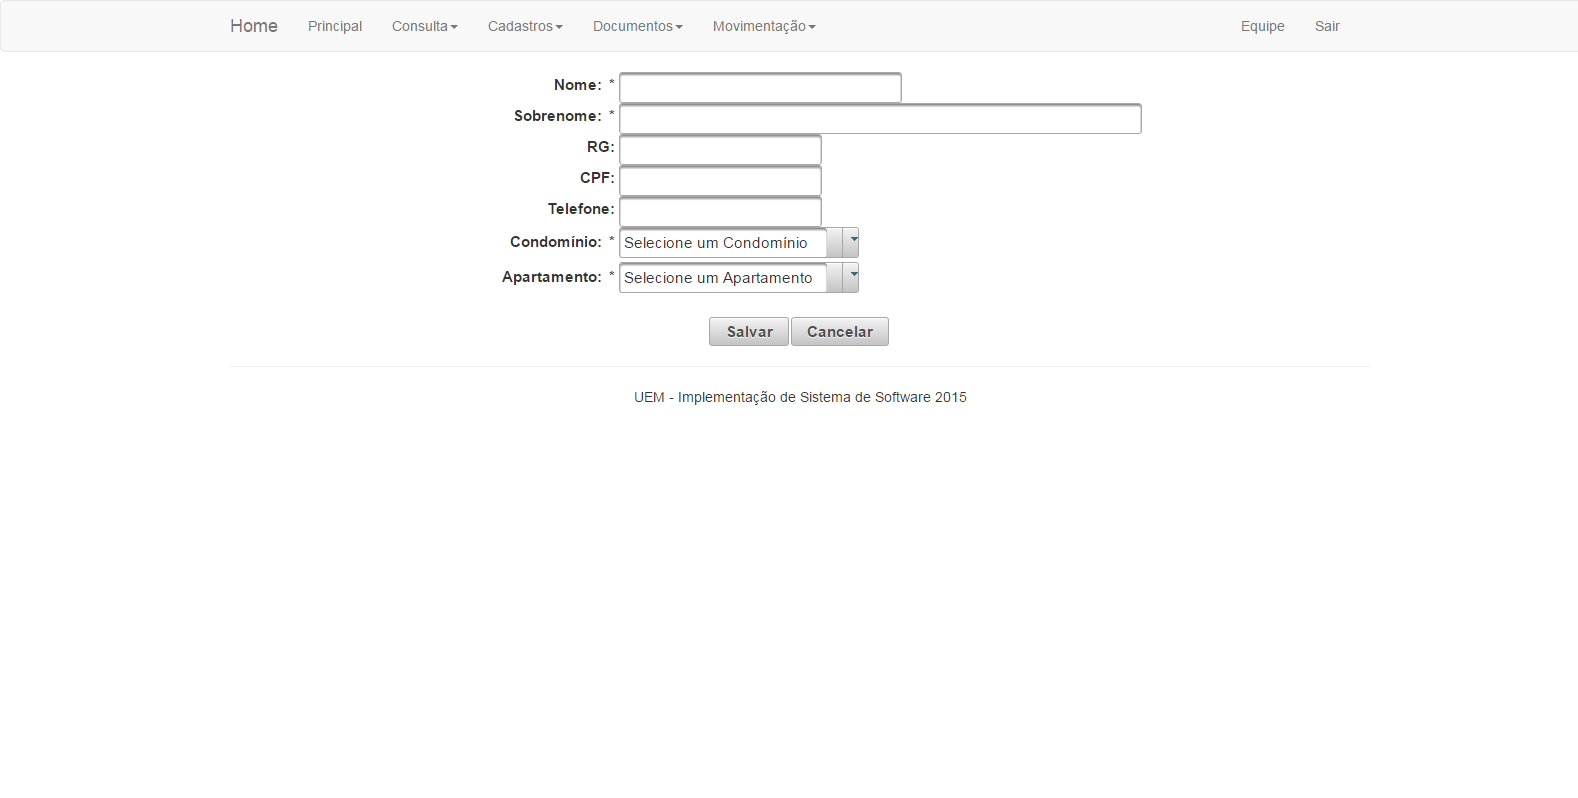 Home Principal Consulta Cadastros Documentos Movimentação Equipe Sair
Nome: *
Sobrenome: *
RG:
CPF:
Telefone:
Condomínio: * Selecione um Condomínio
Apartamento: * Selecione um Apartamento
Salvar Cancelar
UEM - Implementação de Sistema de Software 2015